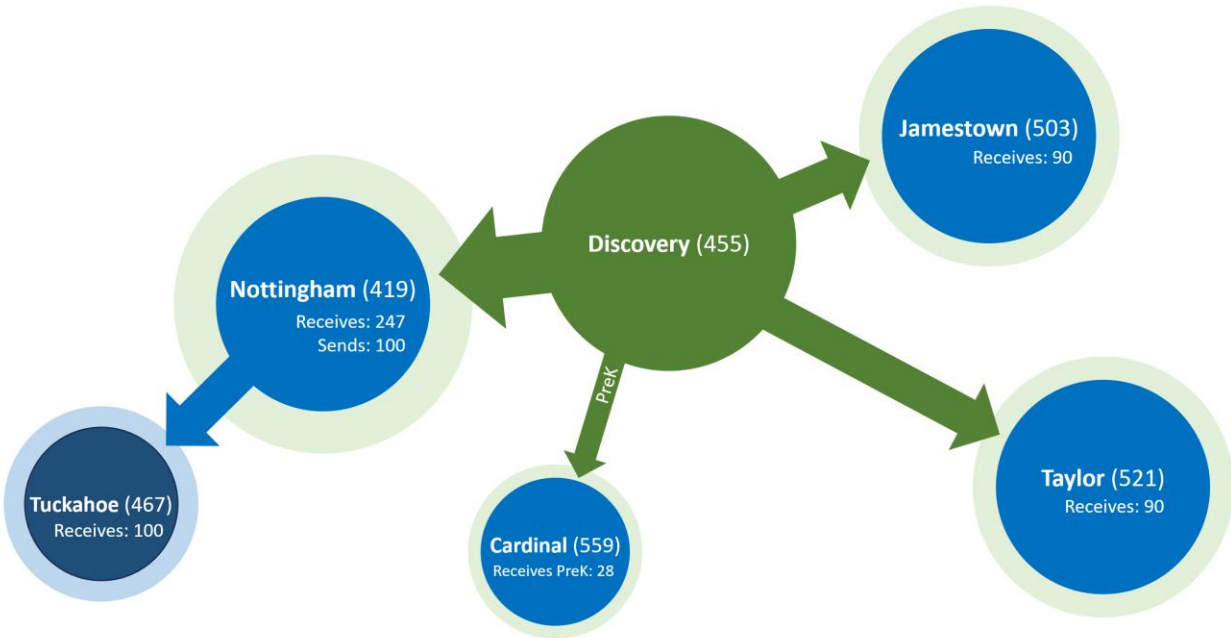 Jamestown (503)
Receives: 90
Discovery (455)
Nottingham (419)
Receives: 247
Sends: 100
PreK
Tuckahoe (467)
Receives: 100
Cardinal (559)
Receives PreK: 28
Taylor (521)
Receives: 90